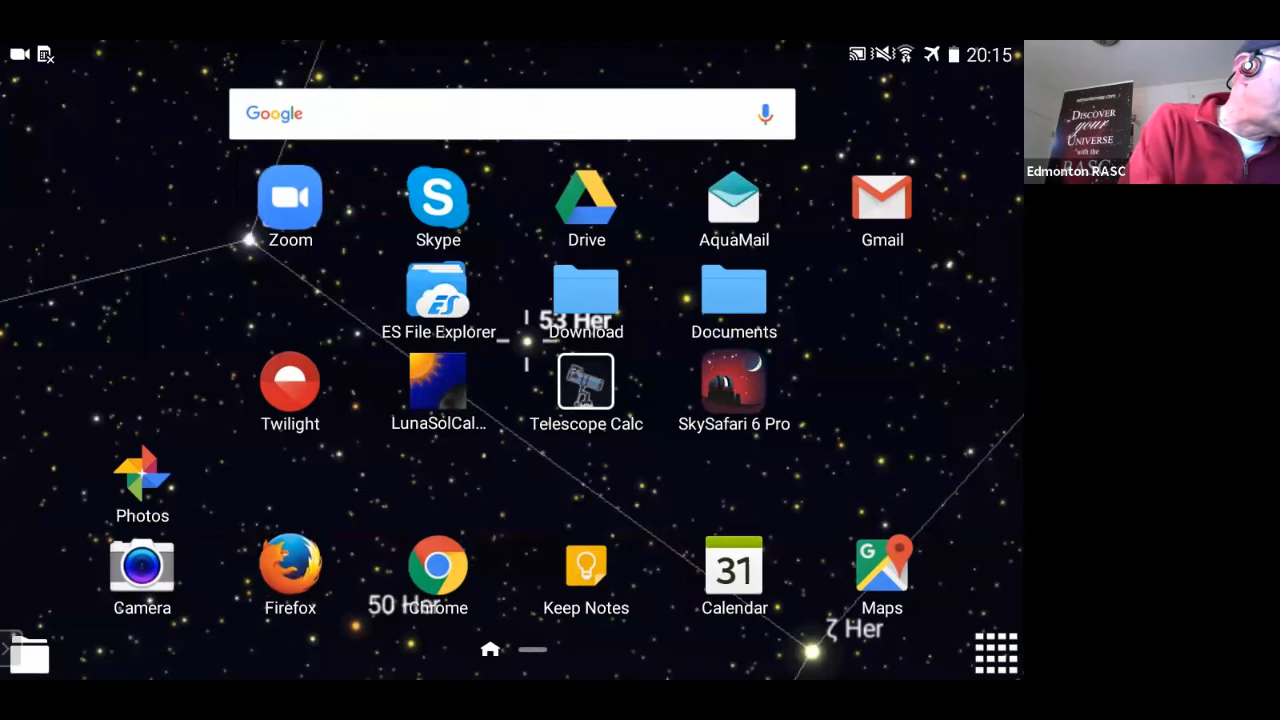 20:15
Google
Zoom
Skype
Drive
AquaMail
Gmail
ES File Explorer
Download
Documents
53 Her
Twilight
LunaSolCal...
Telescope Calc
SkySafari 6 Pro
Photos
31
G
Camera
Firefox
Chrome
Keep Notes
Calendar
Maps
50 Her
ζ Her
DISCOVER
your
UNIVERSE
with the
RASC
Edmonton RASC